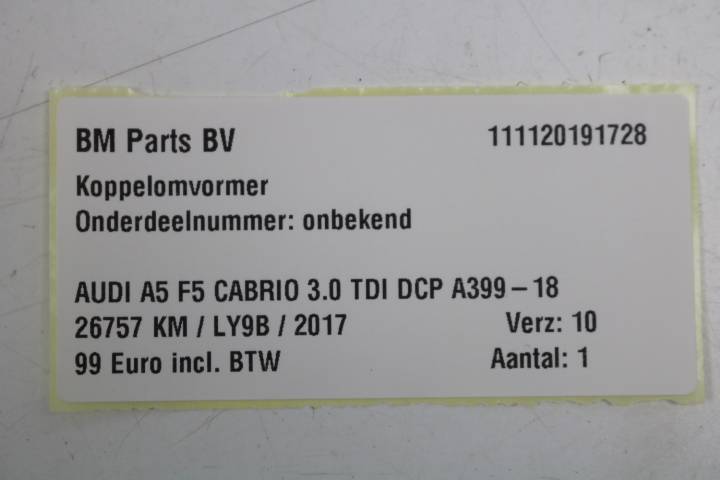 BM Parts BV 111120191728
Koppelomvormer
Onderdeelnummer: onbekend
AUDI A5 F5 CABRIO 3.0 TDI DCP A399 – 18
26757 KM / LY9B / 2017 Verz: 10
99 Euro incl. BTW Aantal: 1